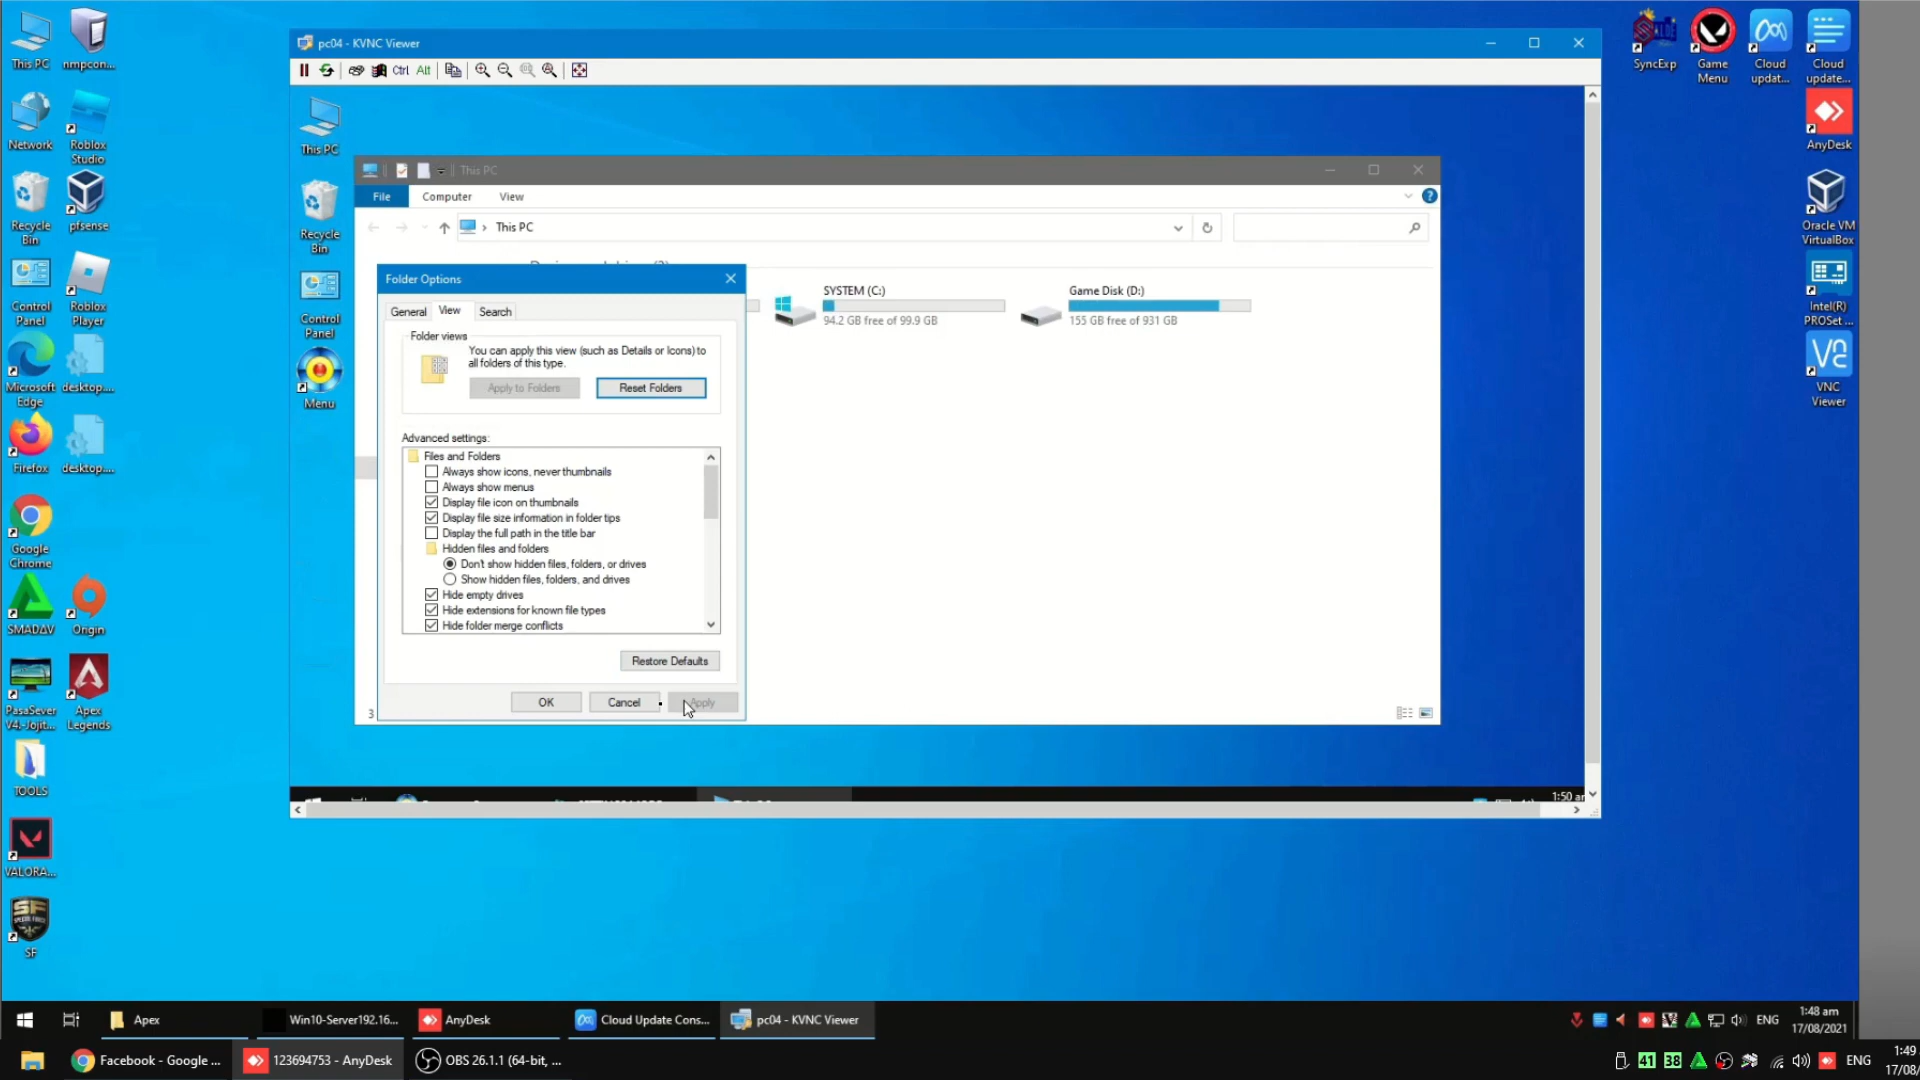 This PC
nmpcon...
Network
Roblox
Studio
Recycle
Bin
pfsense
Control
Panel
Roblox
Player
Microsoft
Edge
desktop....
Firefox
desktop....
Google
Chrome
SMADAV
Origin
PasaSever
V4.-Jojit...
Apex
Legends
TOOLS
VALORA...
SPECIAL FORCE
SF
SyncExp
Game
Menu
Cloud
updat...
Cloud
update...
AnyDesk
Oracle VM
VirtualBox
Intel(R)
PROSet ...
VNC
Viewer
pc04 - KVNC Viewer
Ctrl Alt
This PC
Recycle
Bin
Control
Panel
Menu
This PC
File Computer View
This PC
SYSTEM (C:)
94.2 GB free of 99.9 GB
Game Disk (D:)
155 GB free of 931 GB
3
Folder Options
General View Search
Folder views
You can apply this view (such as Details or Icons) to
all folders of this type.
Apply to Folders Reset Folders
Advanced settings:
Files and Folders
Always show icons, never thumbnails
Always show menus
Display file icon on thumbnails
Display file size information in folder tips
Display the full path in the title bar
Hidden files and folders
Don't show hidden files, folders, or drives
Show hidden files, folders, and drives
Hide empty drives
Hide extensions for known file types
Hide folder merge conflicts
Restore Defaults
OK Cancel Apply
1:50 am
Apex
Win10-Server192.16...
AnyDesk
Cloud Update Cons...
pc04 - KVNC Viewer
ENG
1:48 am
17/08/2021
Facebook - Google ...
123694753 - AnyDesk
OBS 26.1.1 (64-bit, ...
41 38
ENG
1:49
17/08/